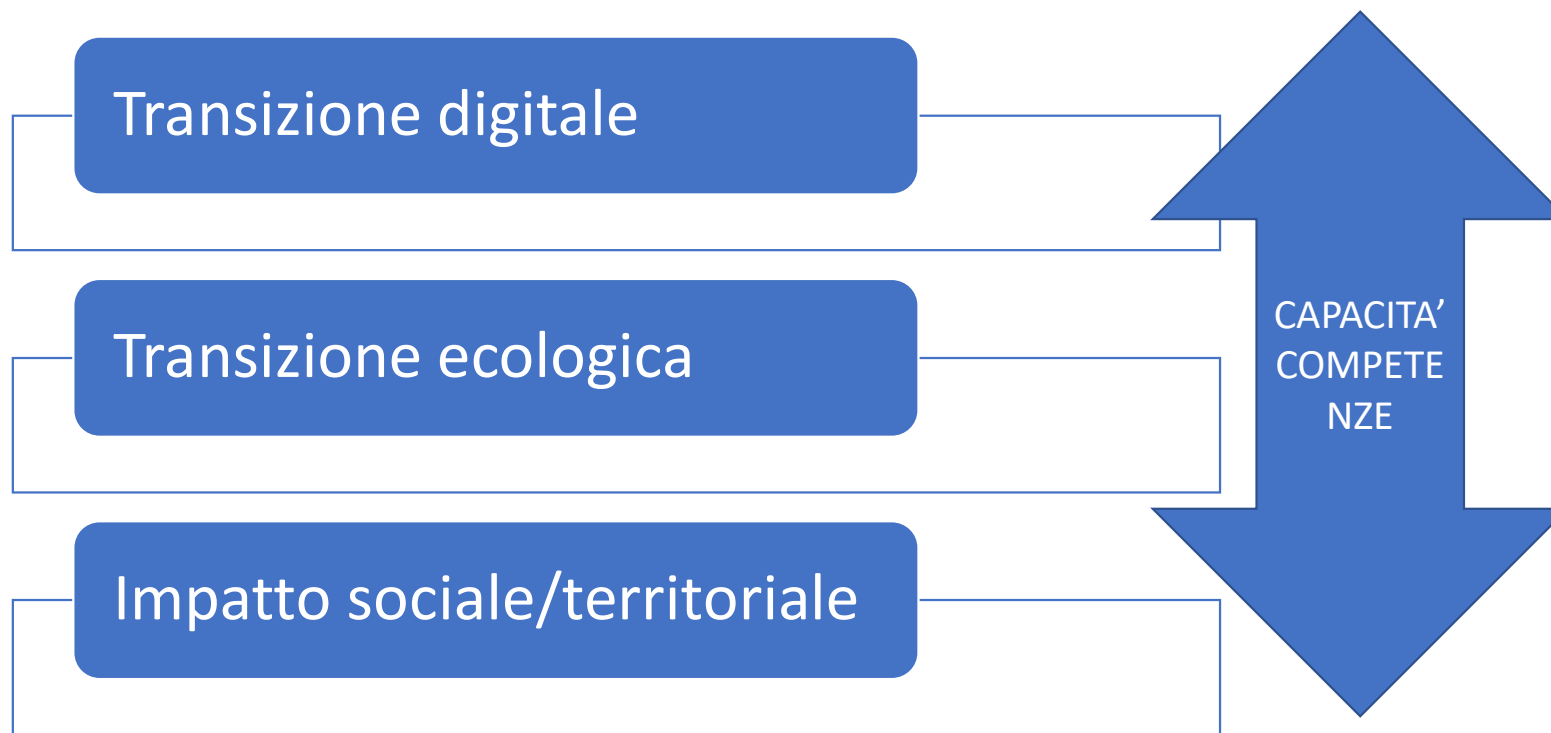 Transizione digitale
Transizione ecologica
Impatto sociale/territoriale
CAPACITA’
COMPETE
NZE